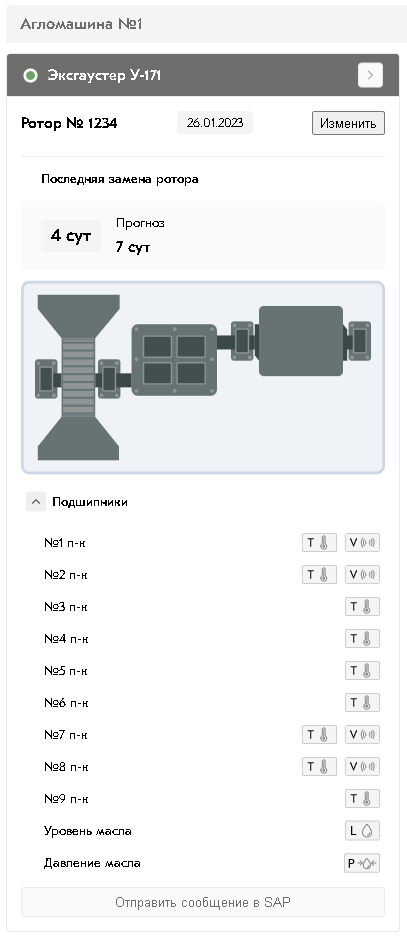 Агломашина №1
Эксгаустер У-171
Ротор № 1234 26.01.2023 Изменить
Последняя замена ротора
4 сут
Прогноз
7 сут
Подшипники
№1 п-к T V
№2 п-к T V
№3 п-к T
№4 п-к T
№5 п-к T
№6 п-к T
№7 п-к T V
№8 п-к T V
№9 п-к T
Уровень масла L
Давление масла P
Отправить сообщение в SAP